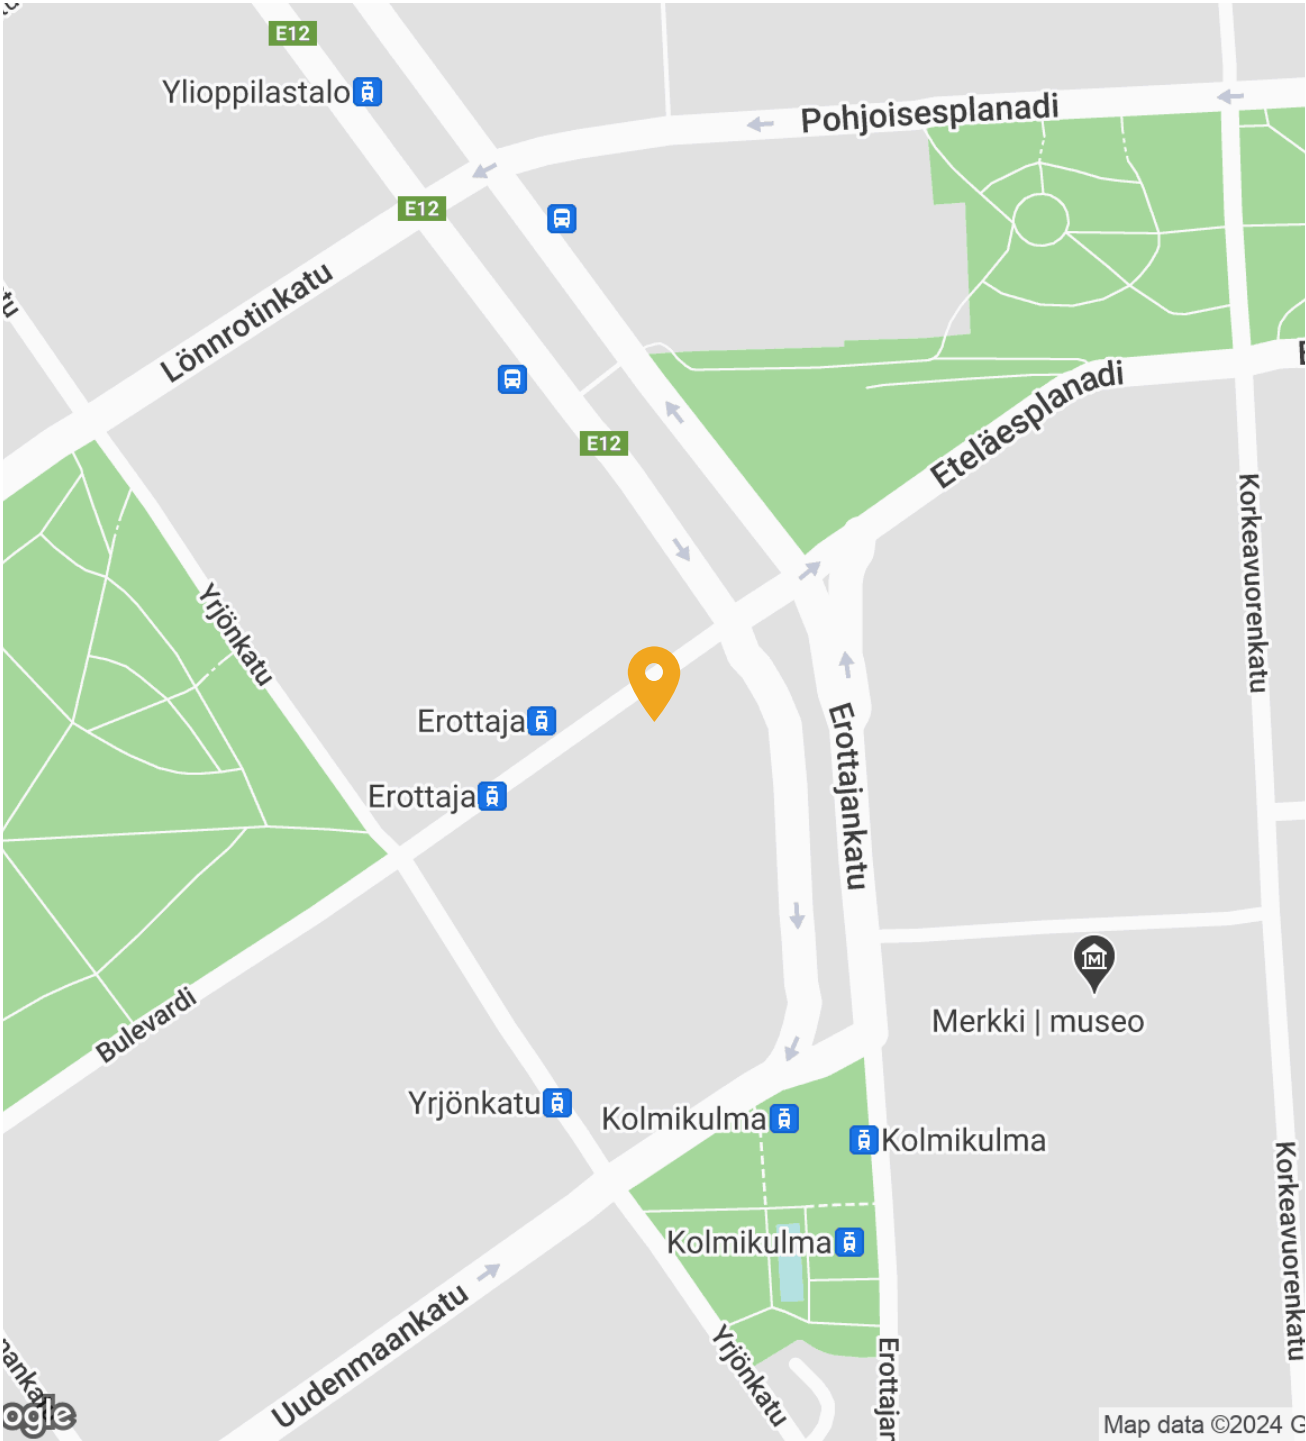 E12
Ylioppilastalo
Pohjoisesplanadi
E12
Lönnrotinkatu
Eteläesplanadi
E12
Korkeavuorenkatu
Yrjönkatu
Erottaja
Erottajankatu
Erottaja
Bulevardi
M
Merkki | museo
Yrjönkatu
Kolmikulma
Kolmikulma
Kolmikulma
Korkeavuorenkatu
Uudenmaankatu
Yrjönkatu
Map data ©2024